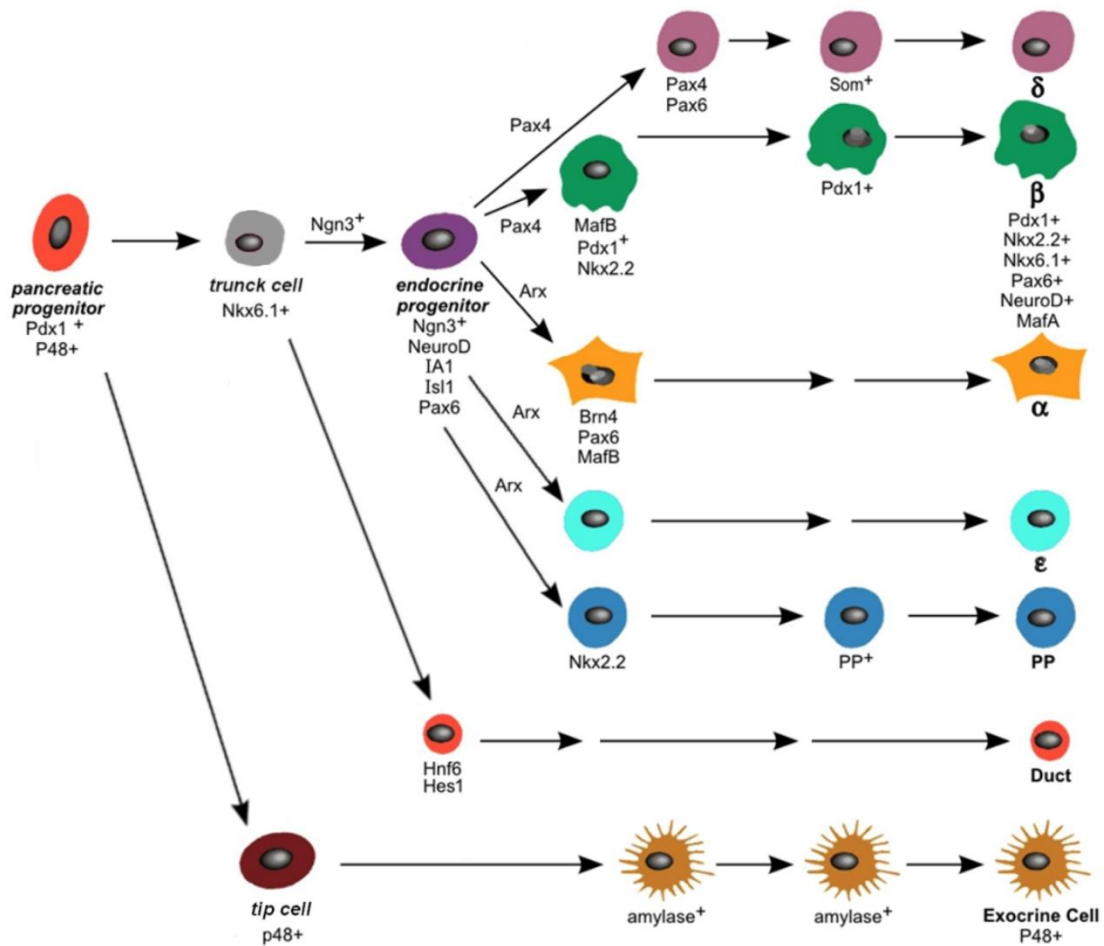 Pax4
Pax6
Som⁺
δ
Pax4
Pdx1+
β
Pdx1+
Nkx2.2+
Nkx6.1+
Pax6+
NeuroD+
MafA
Pax4
MafB
Pdx1⁺
Nkx2.2
pancreatic
progenitor
Pdx1 ⁺
P48+
trunck cell
Nkx6.1+
Ngn3⁺
endocrine
progenitor
Ngn3⁺
NeuroD
IA1
Isl1
Pax6
Arx
Brn4
Pax6
MafB
α
Arx
ε
Arx
Nkx2.2
PP⁺
PP
Hnf6
Hes1
Duct
tip cell
p48+
amylase⁺
amylase⁺
Exocrine Cell
P48+